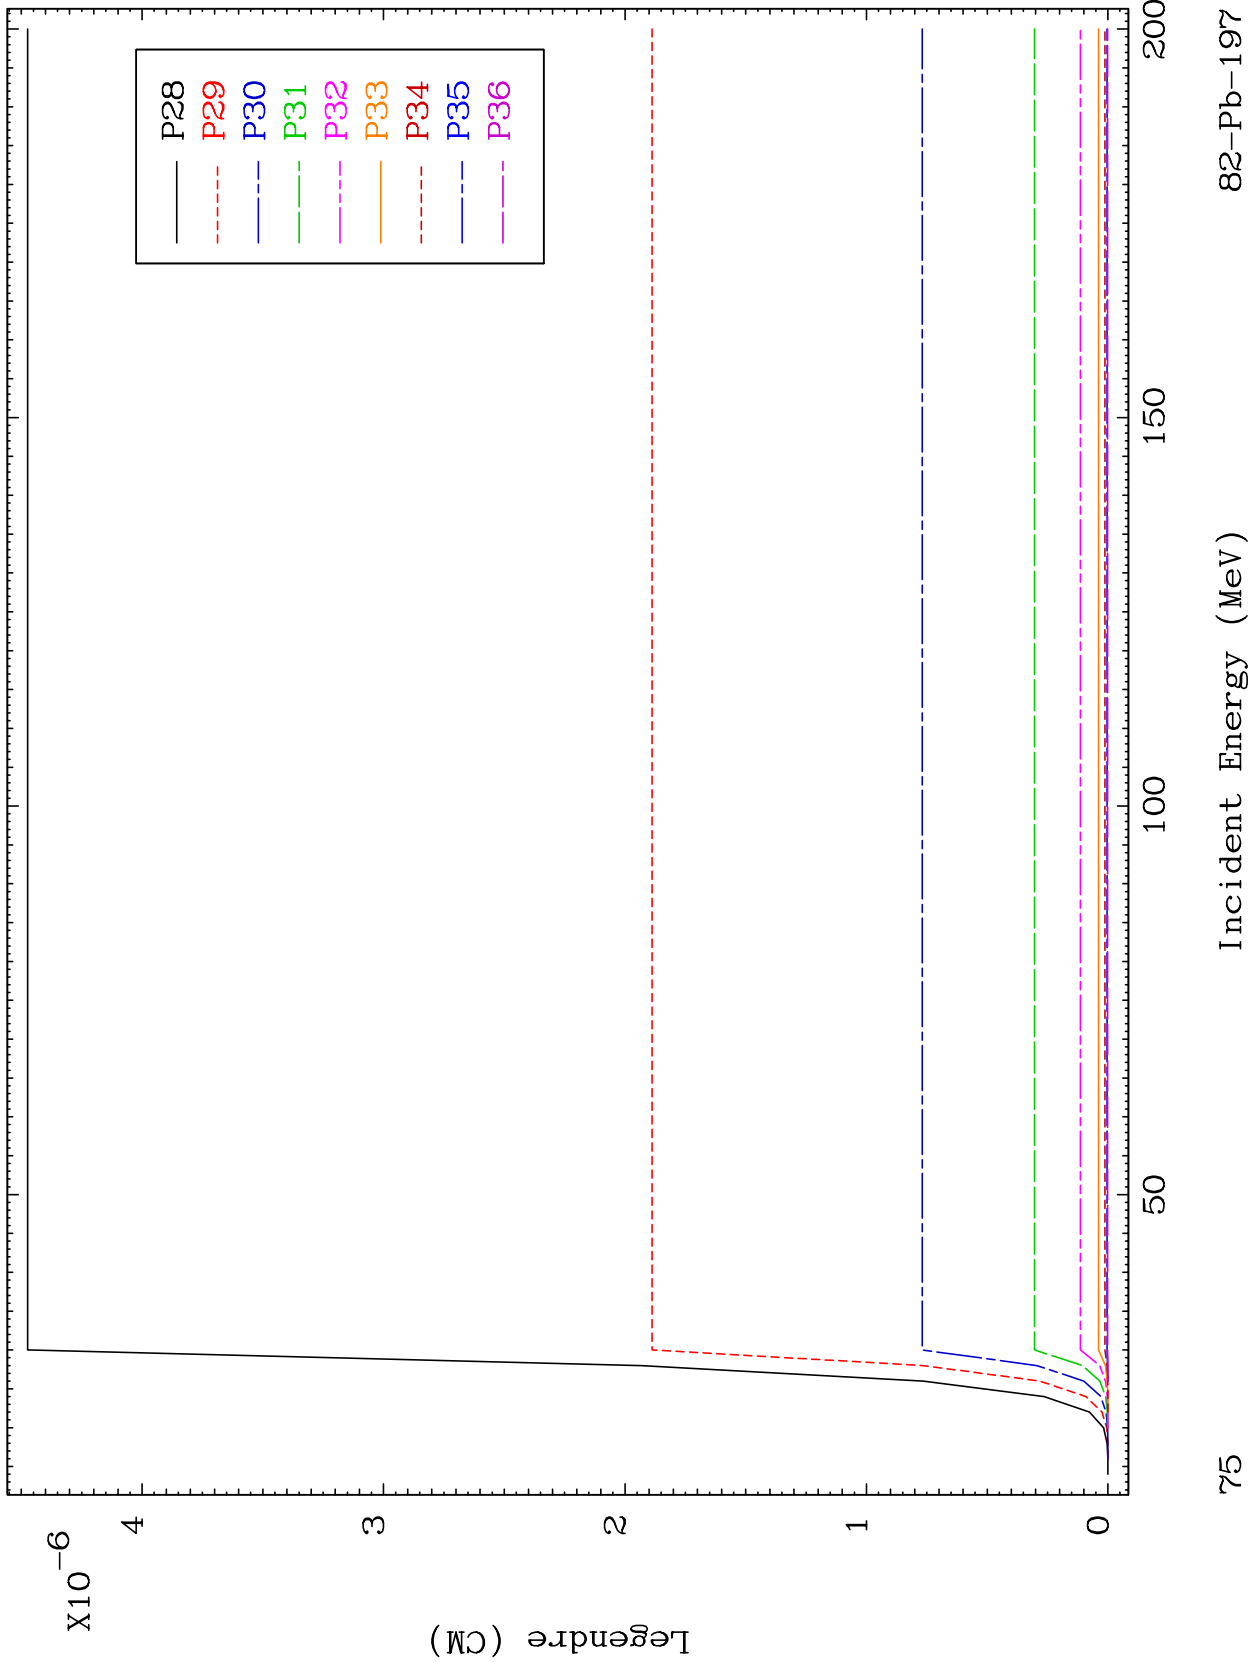 X10-6
Legendre (CM)
4
3
2
1
0
P28
P29
P30
P31
P32
P33
P34
P35
P36
50
100
150
200
Incident Energy (MeV)
75
82-Pb-197